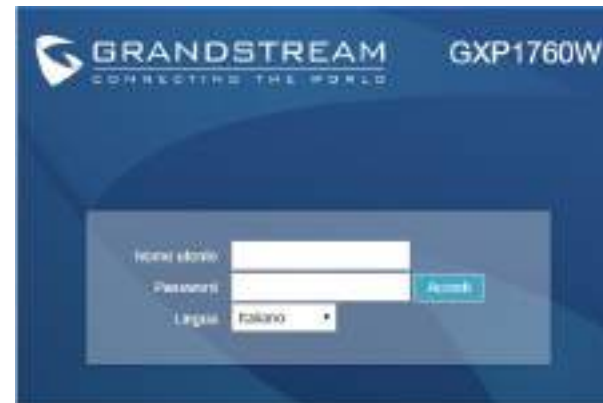 GRANDSTREAM
CONNECTING THE WORLD
GXP1760W
Nome utente
Password
Accedi
Lingua
Italiano